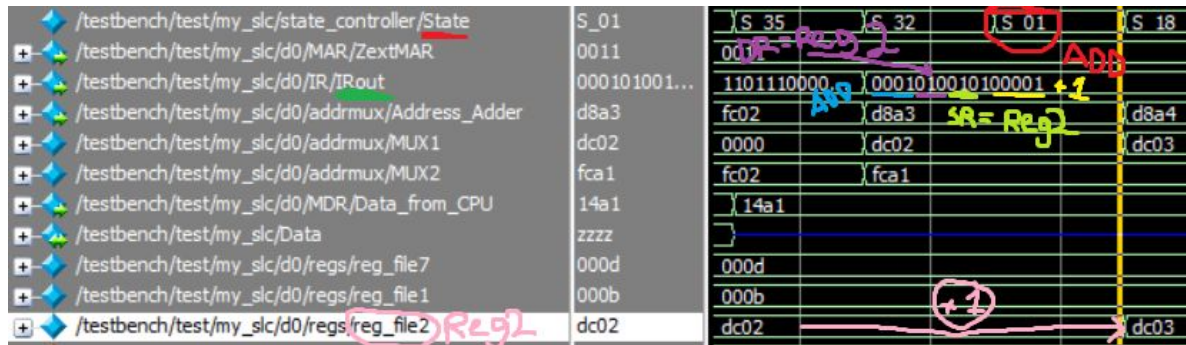 /testbench/test/my_slc/state_controller/State S_01 S_35 S_32 S_01 S_18
DR=Reg2
/testbench/test/my_slc/d0/MAR/ZextMAR 0011 0011
ADD
/testbench/test/my_slc/d0/IR/IRout 000101001... 1101110000 0001010010100001 +1
ADD
/testbench/test/my_slc/d0/addrmux/Address_Adder d8a3 fc02 d8a3 SR=Reg2 d8a4
/testbench/test/my_slc/d0/addrmux/MUX1 dc02 0000 dc02 dc03
/testbench/test/my_slc/d0/addrmux/MUX2 fca1 fc02 fca1
/testbench/test/my_slc/d0/MDR/Data_from_CPU 14a1 14a1
/testbench/test/my_slc/Data zzzz
/testbench/test/my_slc/d0/regs/reg_file7 000d 000d
/testbench/test/my_slc/d0/regs/reg_file1 000b 000b +1
/testbench/test/my_slc/d0/regs/reg_file2 Reg2 dc02 dc02 dc03